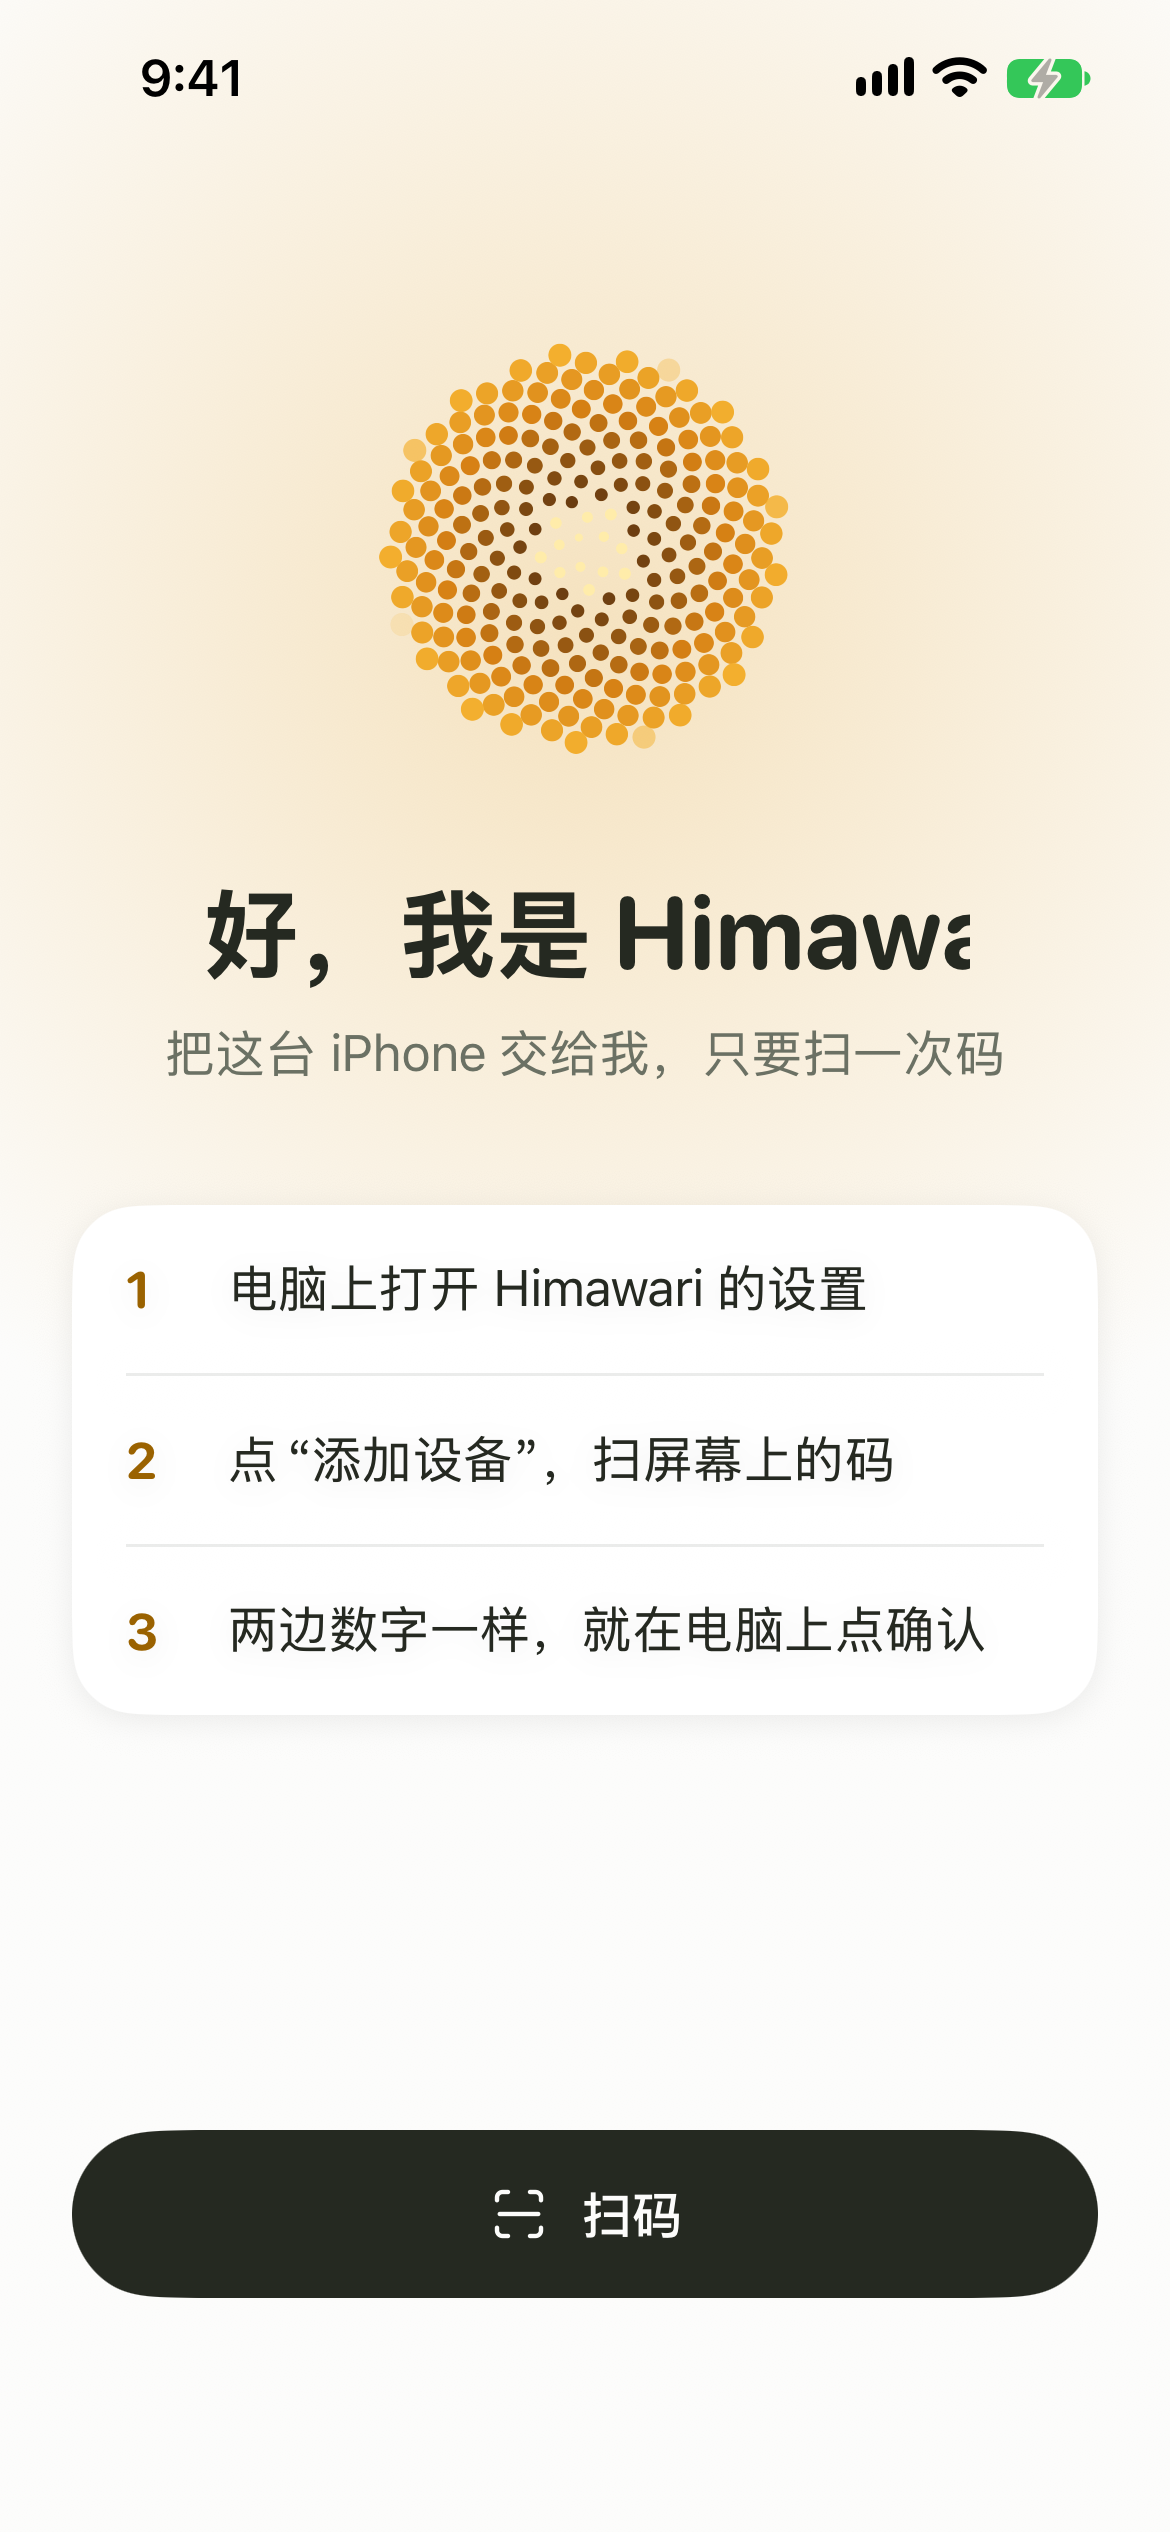 9:41
好，我是 Himawa
把这台 iPhone 交给我，只要扫一次码
1 电脑上打开 Himawari 的设置
2 点 “添加设备”，扫屏幕上的码
3 两边数字一样，就在电脑上点确认
扫码